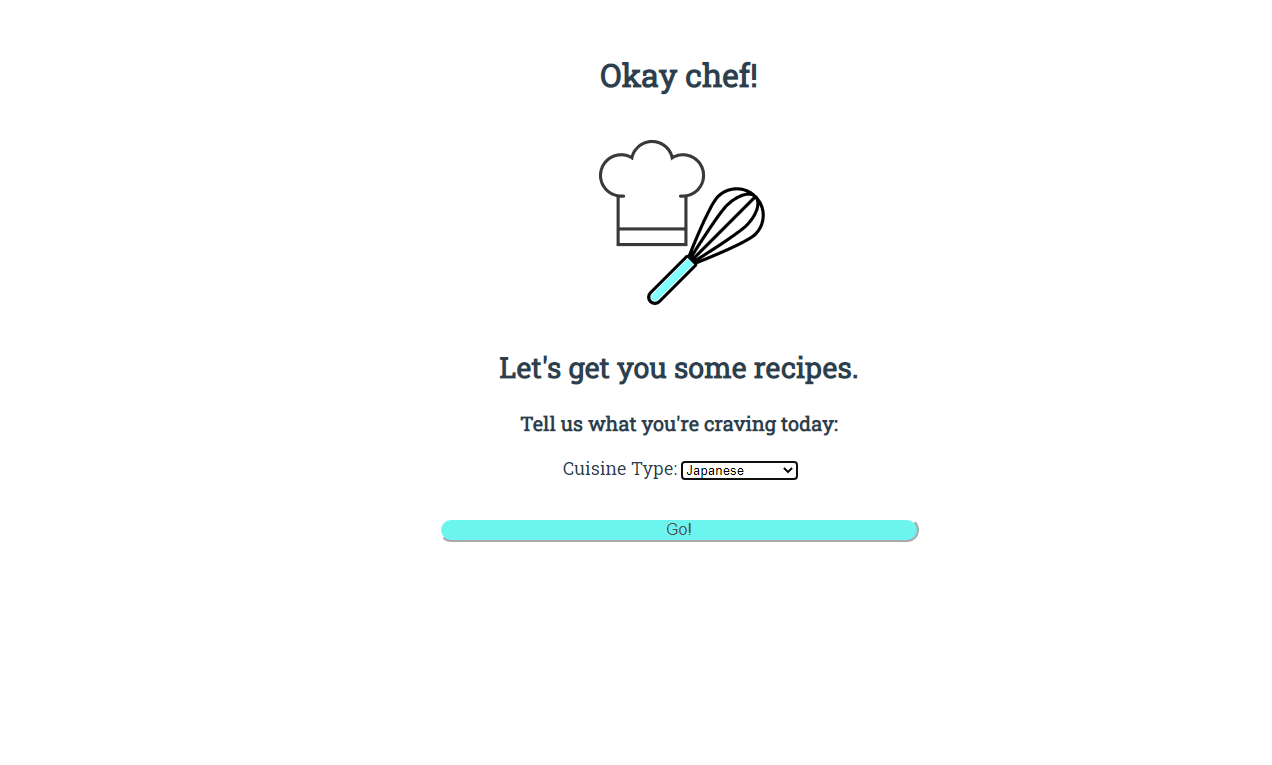 Okay chef!
Let's get you some recipes.
Tell us what you're craving today:
Cuisine Type: Japanese
Go!